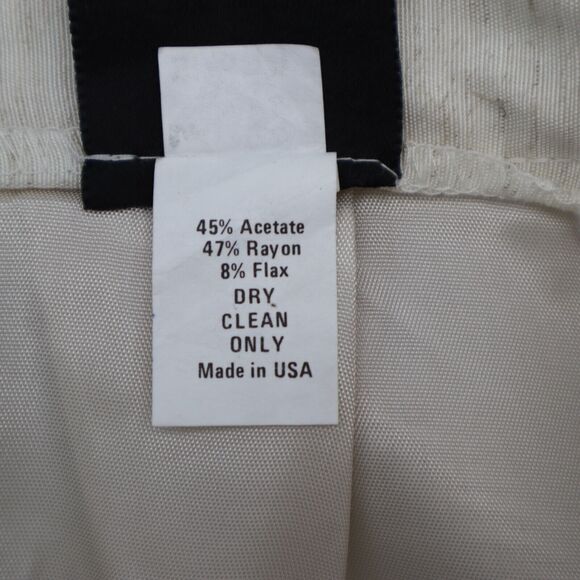 45% Acetate
47% Rayon
8% Flax
DRY
CLEAN
ONLY
Made in USA